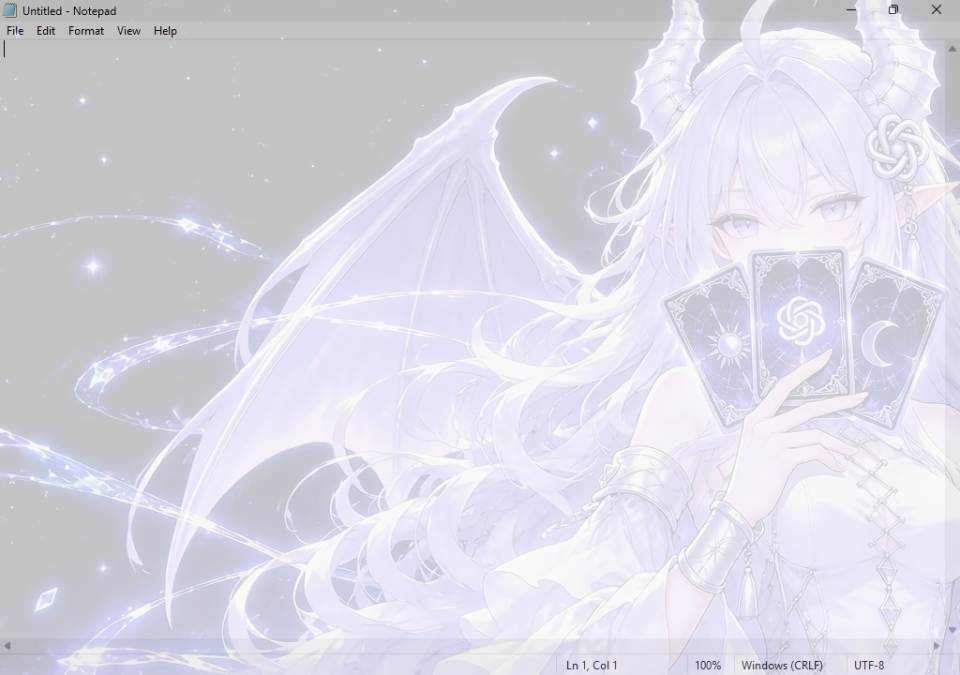 Untitled - Notepad
File Edit Format View Help
Ln 1, Col 1 100% Windows (CRLF) UTF-8